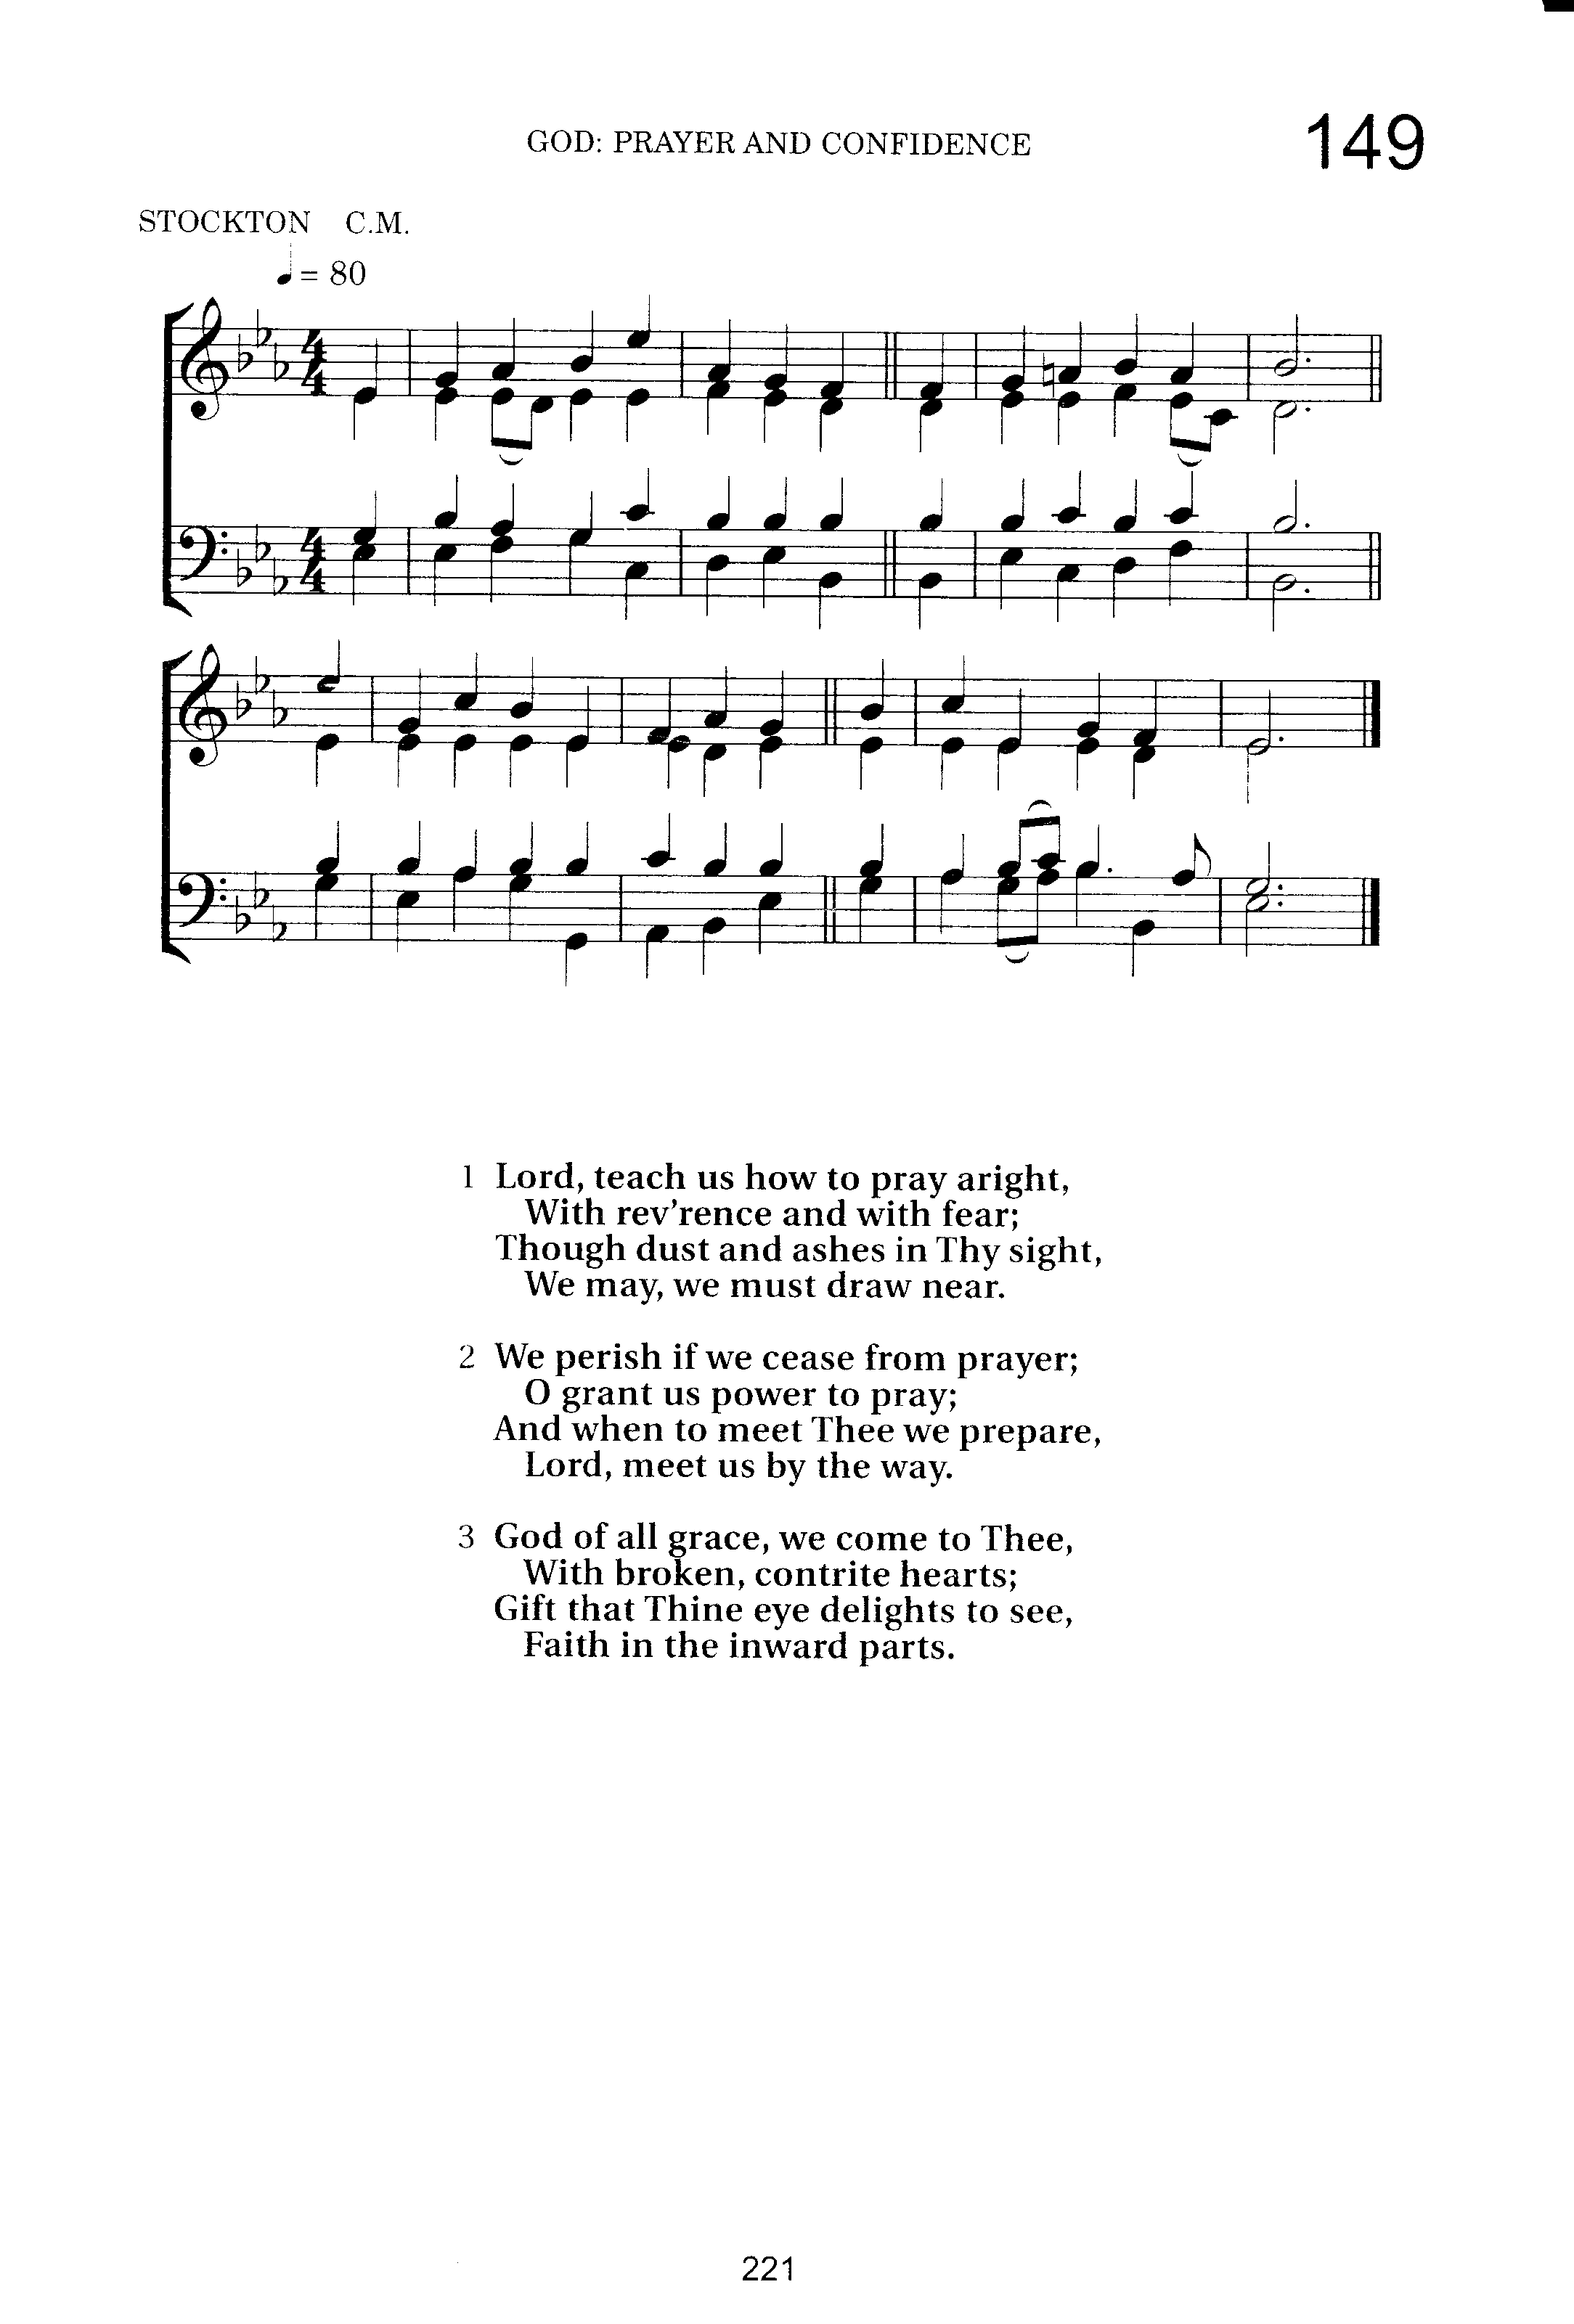 GOD: PRAYER AND CONFIDENCE
149
STOCKTON C.M.
♩ = 80
1 Lord, teach us how to pray aright,
With rev’rence and with fear;
Though dust and ashes in Thy sight,
We may, we must draw near.
2 We perish if we cease from prayer;
O grant us power to pray;
And when to meet Thee we prepare,
Lord, meet us by the way.
3 God of all grace, we come to Thee,
With broken, contrite hearts;
Gift that Thine eye delights to see,
Faith in the inward parts.
221